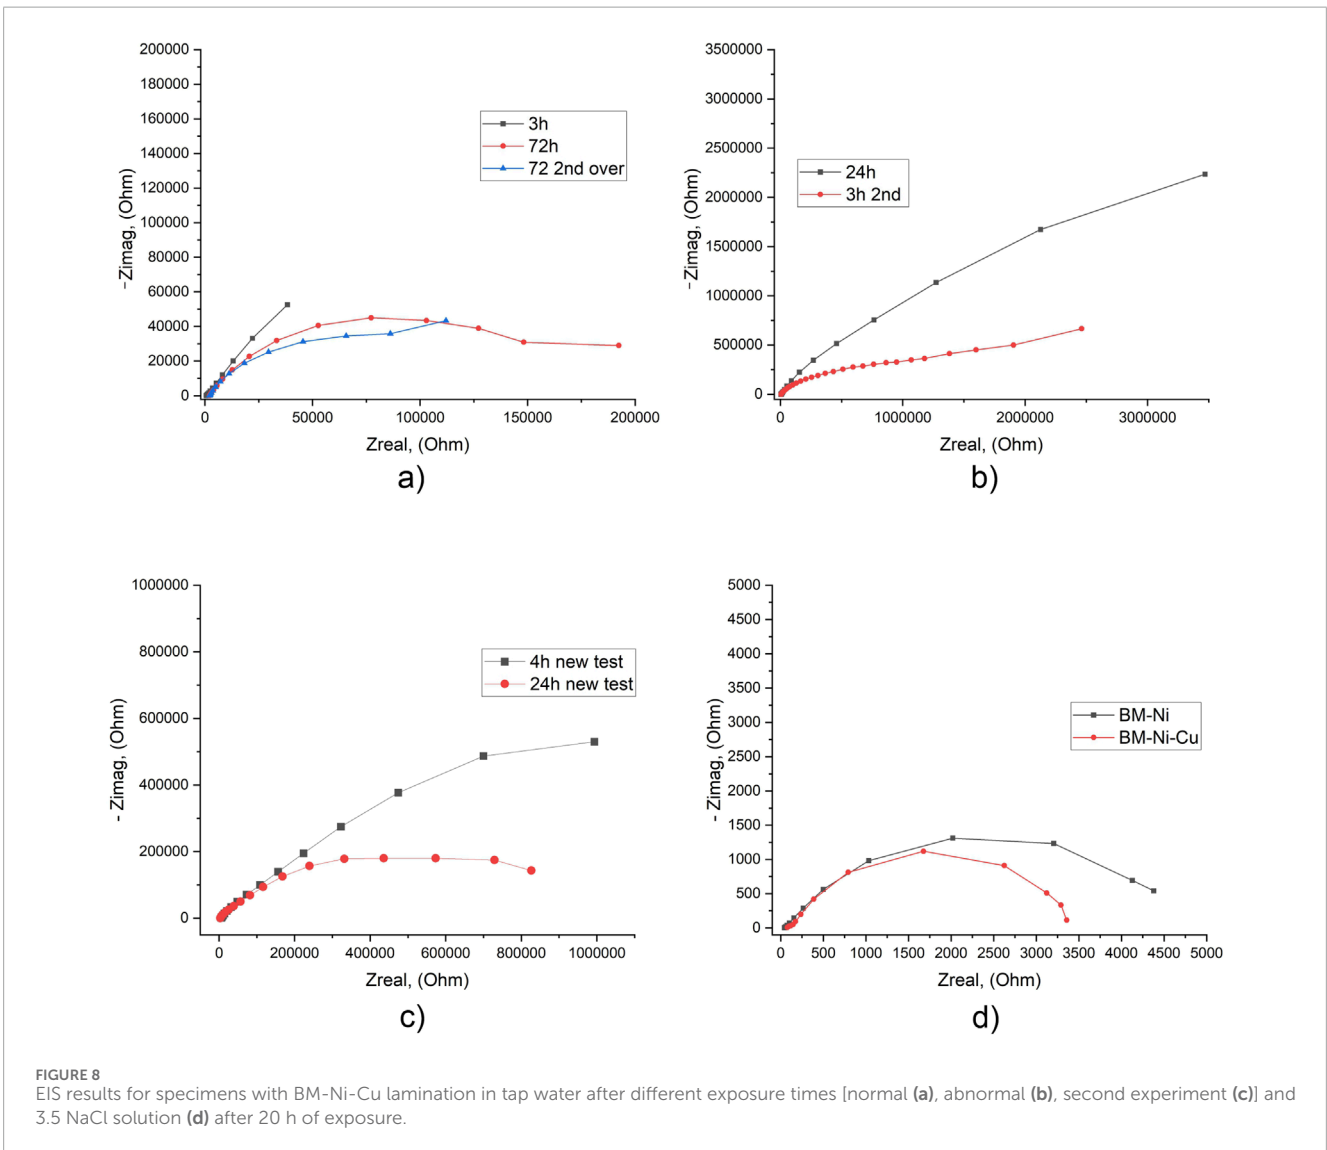 200000
180000
160000
140000
120000
100000
80000
60000
40000
20000
0
- Zimag, (Ohm)
3h
72h
72 2nd over
0 50000 100000 150000 200000
Zreal, (Ohm)
a)
3500000
3000000
2500000
2000000
1500000
1000000
500000
0
- Zimag, (Ohm)
24h
3h 2nd
0 1000000 2000000 3000000
Zreal, (Ohm)
b)
1000000
800000
600000
400000
200000
0
- Zimag, (Ohm)
4h new test
24h new test
0 200000 400000 600000 800000 1000000
Zreal, (Ohm)
c)
5000
4500
4000
3500
3000
2500
2000
1500
1000
500
0
- Zimag, (Ohm)
BM-Ni
BM-Ni-Cu
0 500 1000 1500 2000 2500 3000 3500 4000 4500 5000
Zreal, (Ohm)
d)
FIGURE 8
EIS results for specimens with BM-Ni-Cu lamination in tap water after different exposure times [normal (a), abnormal (b), second experiment (c)] and
3.5 NaCl solution (d) after 20 h of exposure.